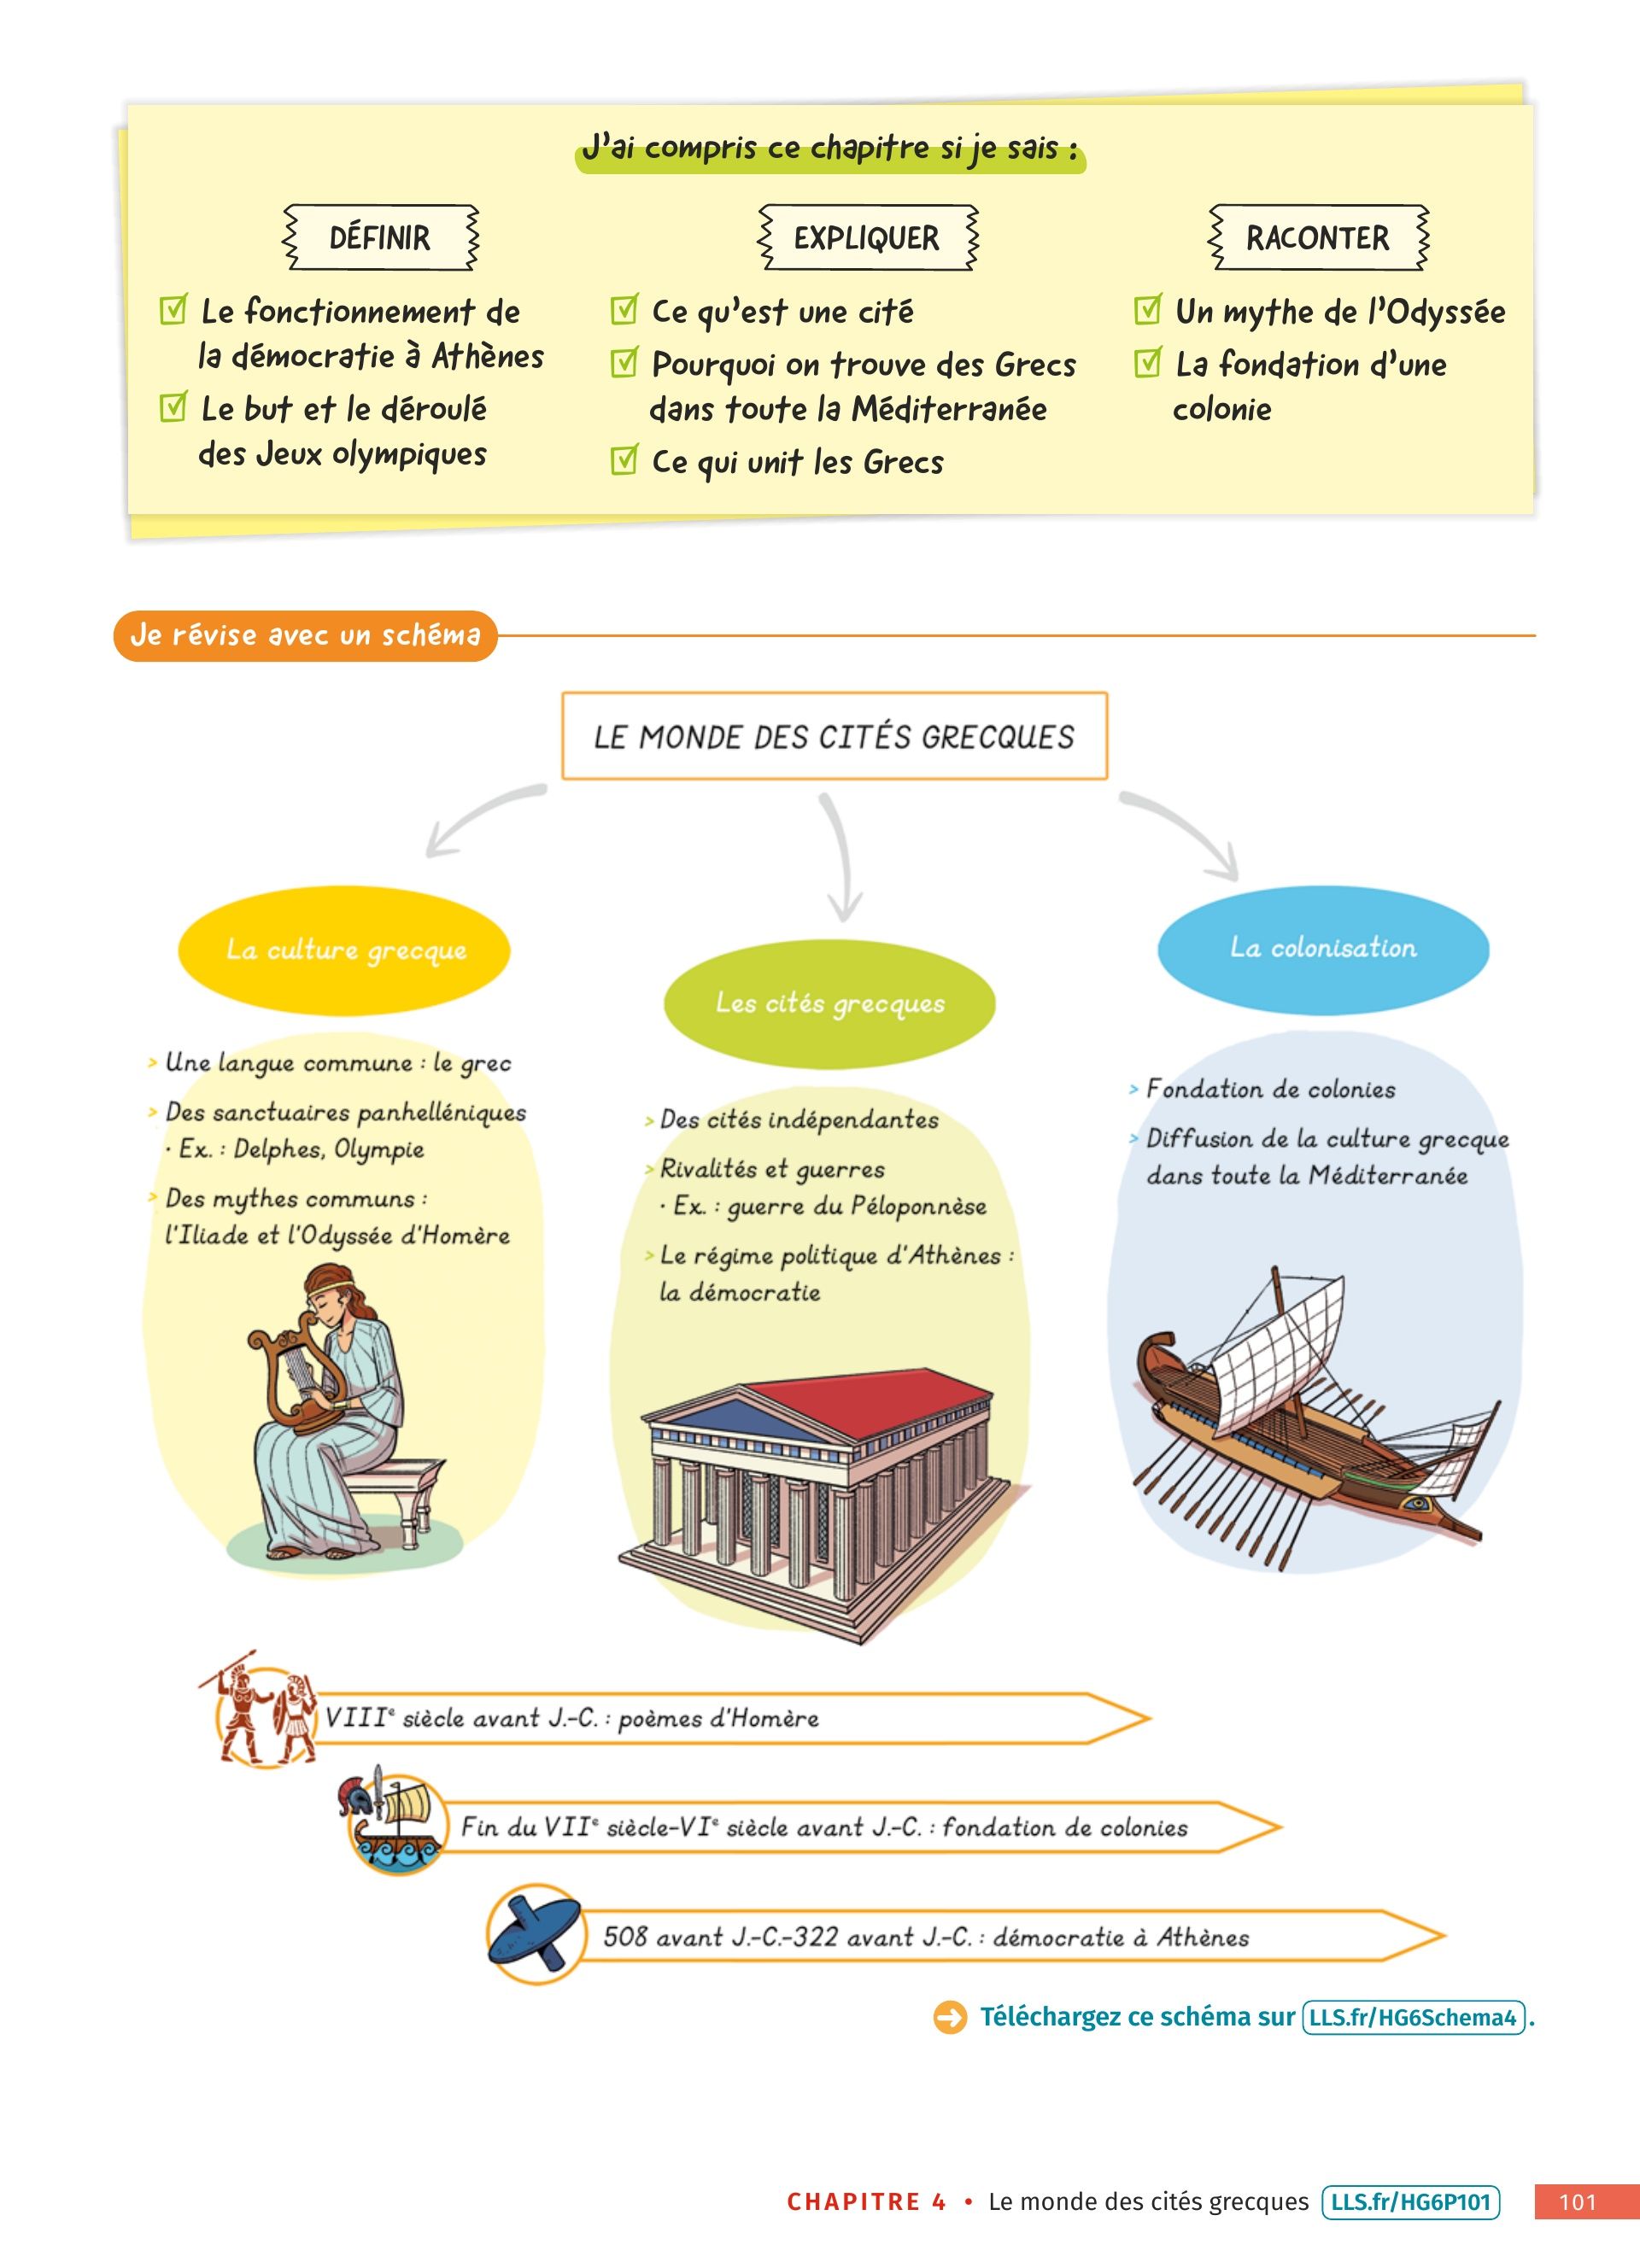 J'ai compris ce chapitre si je sais :
DÉFINIR
Le fonctionnement de
la démocratie à Athènes
Le but et le déroulé
des Jeux olympiques
EXPLIQUER
Ce qu'est une cité
Pourquoi on trouve des Grecs
dans toute la Méditerranée
Ce qui unit les Grecs
RACONTER
Un mythe de l'Odyssée
La fondation d'une
colonie
Je révise avec un schéma
LE MONDE DES CITÉS GRECQUES
La culture grecque
> Une langue commune : le grec
> Des sanctuaires panhelléniques
· Ex. : Delphes, Olympie
> Des mythes communs :
l'Iliade et l'Odyssée d'Homère
Les cités grecques
> Des cités indépendantes
> Rivalités et guerres
· Ex. : guerre du Péloponnèse
> Le régime politique d'Athènes :
la démocratie
La colonisation
> Fondation de colonies
> Diffusion de la culture grecque
dans toute la Méditerranée
VIIIᵉ siècle avant J.-C. : poèmes d'Homère
Fin du VIIᵉ siècle-VIᵉ siècle avant J.-C. : fondation de colonies
508 avant J.-C.-322 avant J.-C. : démocratie à Athènes
Téléchargez ce schéma sur LLS.fr/HG6Schema4.
CHAPITRE 4 • Le monde des cités grecques LLS.fr/HG6P101 101